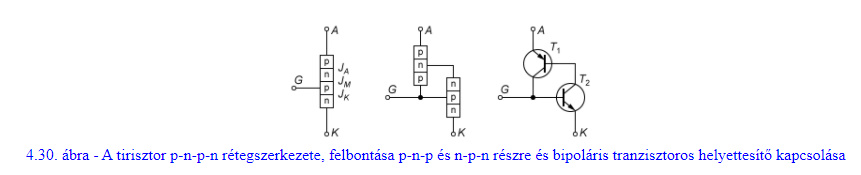 A
A
A
p
n
p
n
J_A
J_M
J_K
G
K
p
n
p
G
n
p
n
K
T_1
G
T_2
K
4.30. ábra - A tirisztor p-n-p-n rétegszerkezete, felbontása p-n-p és n-p-n részre és bipoláris tranzisztoros helyettesítő kapcsolása